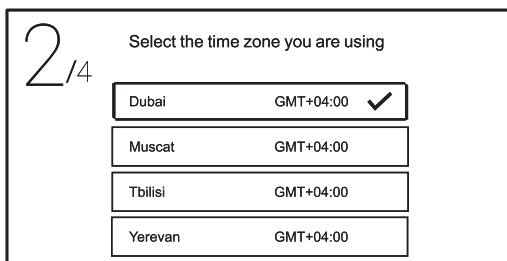 2/4
Select the time zone you are using
Dubai GMT+04:00
Muscat GMT+04:00
Tbilisi GMT+04:00
Yerevan GMT+04:00